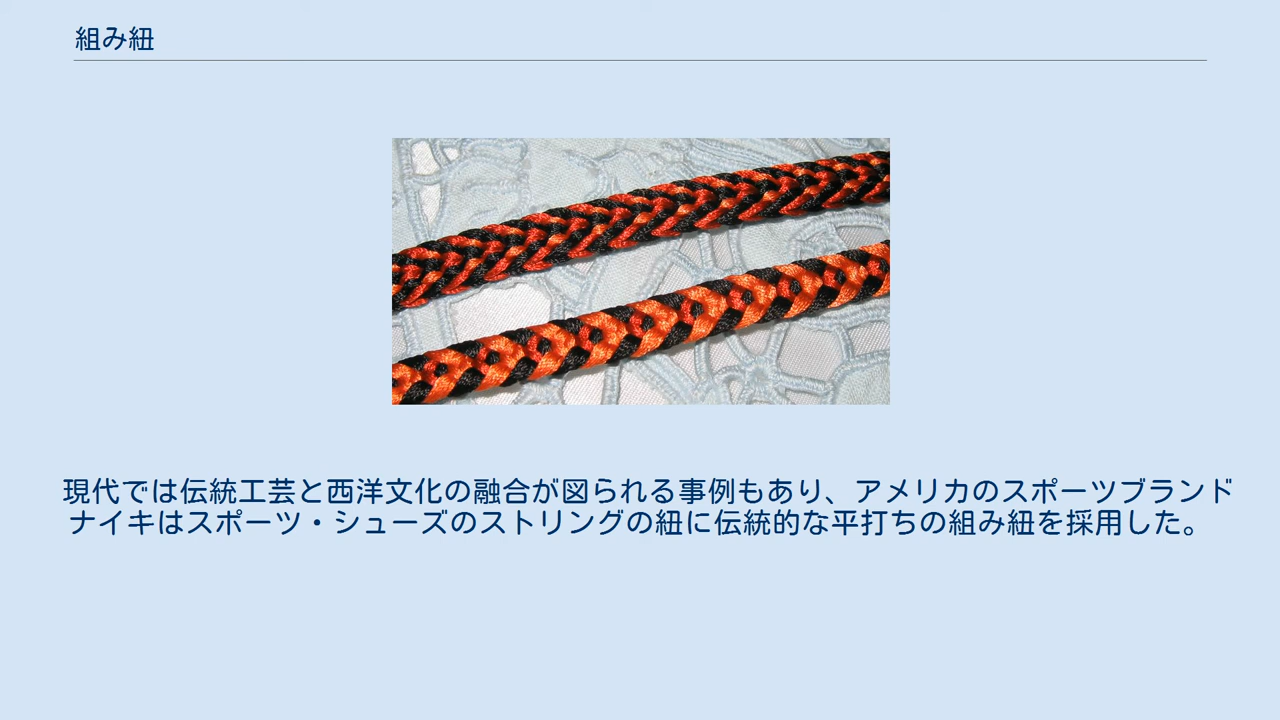 組み紐
現代では伝統工芸と西洋文化の融合が図られる事例もあり、アメリカのスポーツブランド
ナイキはスポーツ・シューズのストリングの紐に伝統的な平打ちの組み紐を採用した。